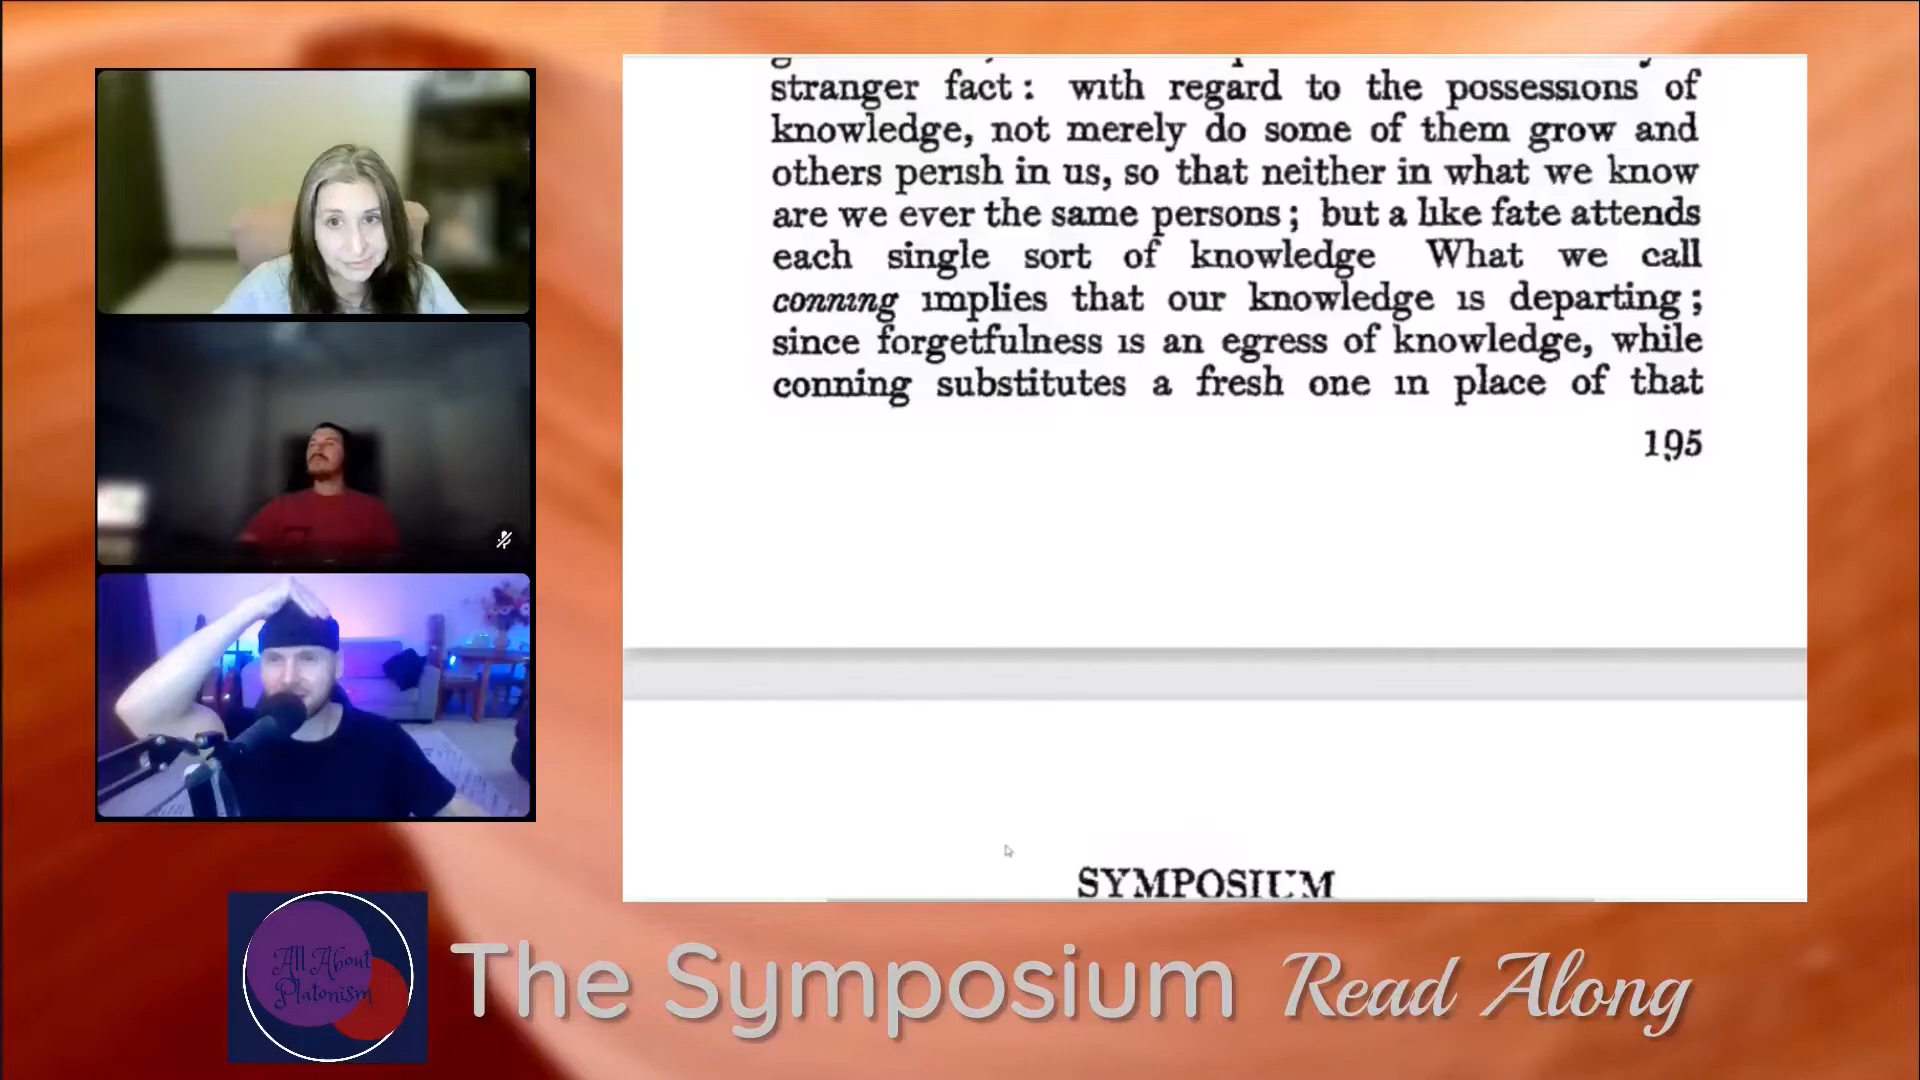 stranger fact: with regard to the possessions of
knowledge, not merely do some of them grow and
others perish in us, so that neither in what we know
are we ever the same persons; but a like fate attends
each single sort of knowledge What we call
conning implies that our knowledge is departing;
since forgetfulness is an egress of knowledge, while
conning substitutes a fresh one in place of that
195
SYMPOSIUM
All About
Platonism
The Symposium Read Along